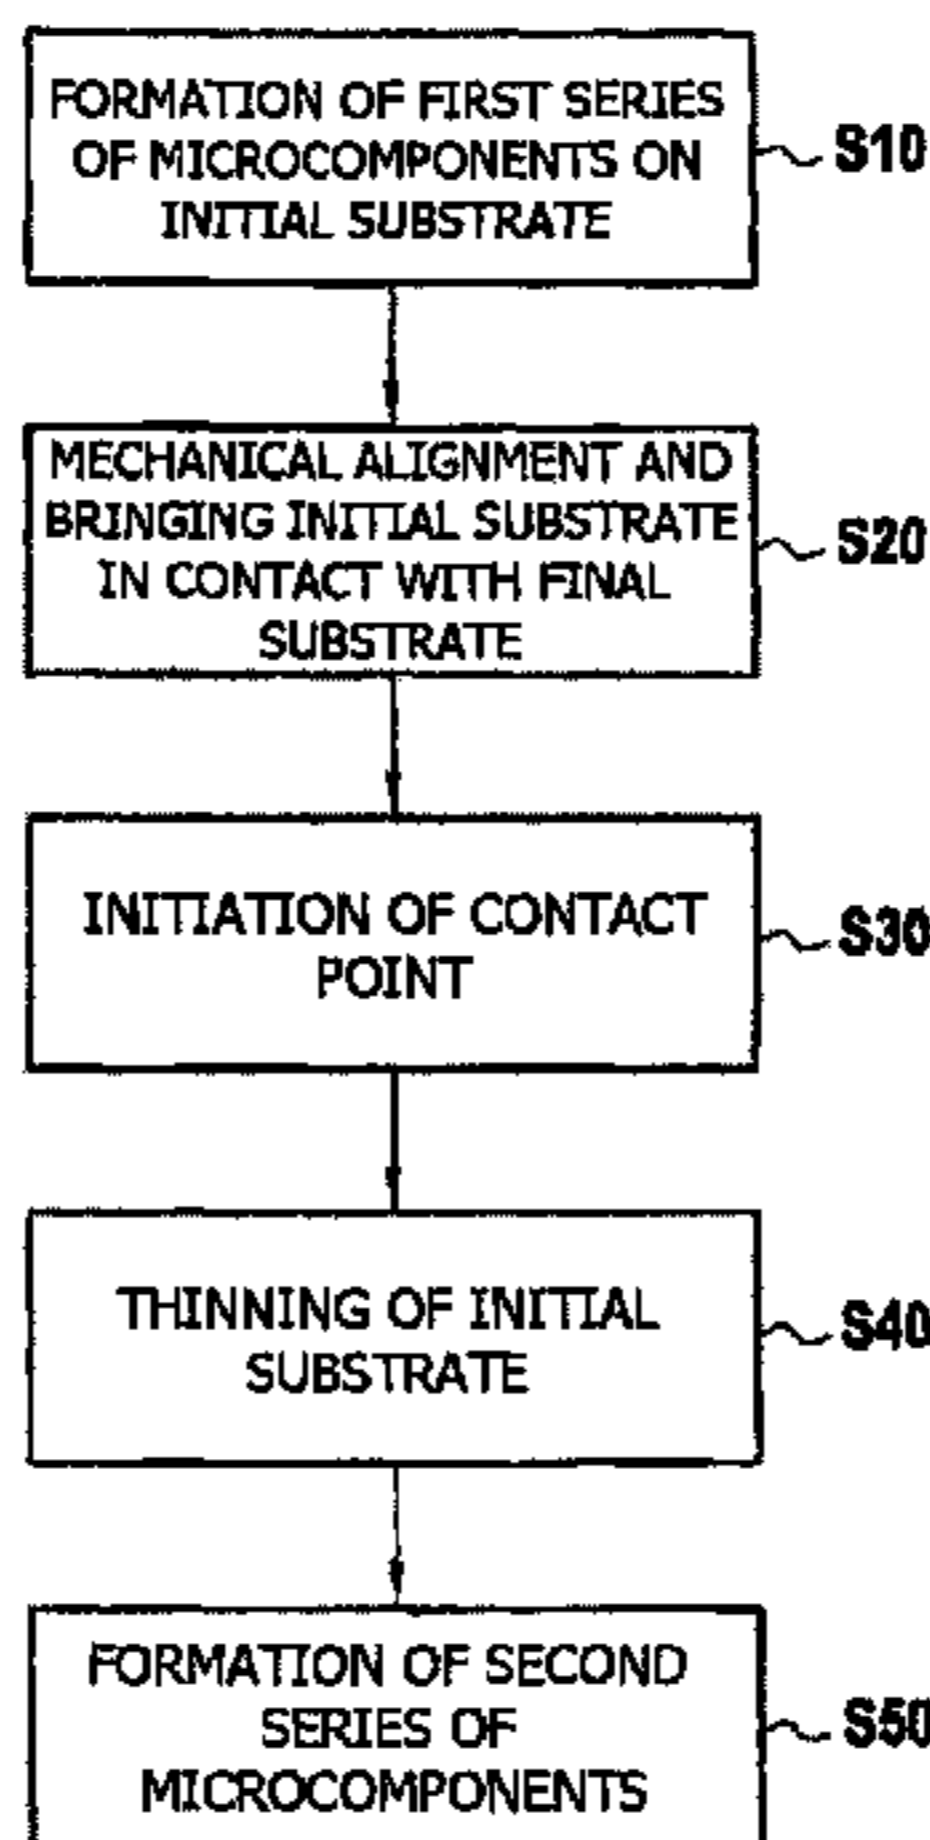 FORMATION OF FIRST SERIES
OF MICROCOMPONENTS ON
INITIAL SUBSTRATE
S10
MECHANICAL ALIGNMENT AND
BRINGING INITIAL SUBSTRATE
IN CONTACT WITH FINAL
SUBSTRATE
S20
INITIATION OF CONTACT
POINT
S30
THINNING OF INITIAL
SUBSTRATE
S40
FORMATION OF SECOND
SERIES OF
MICROCOMPONENTS
S50